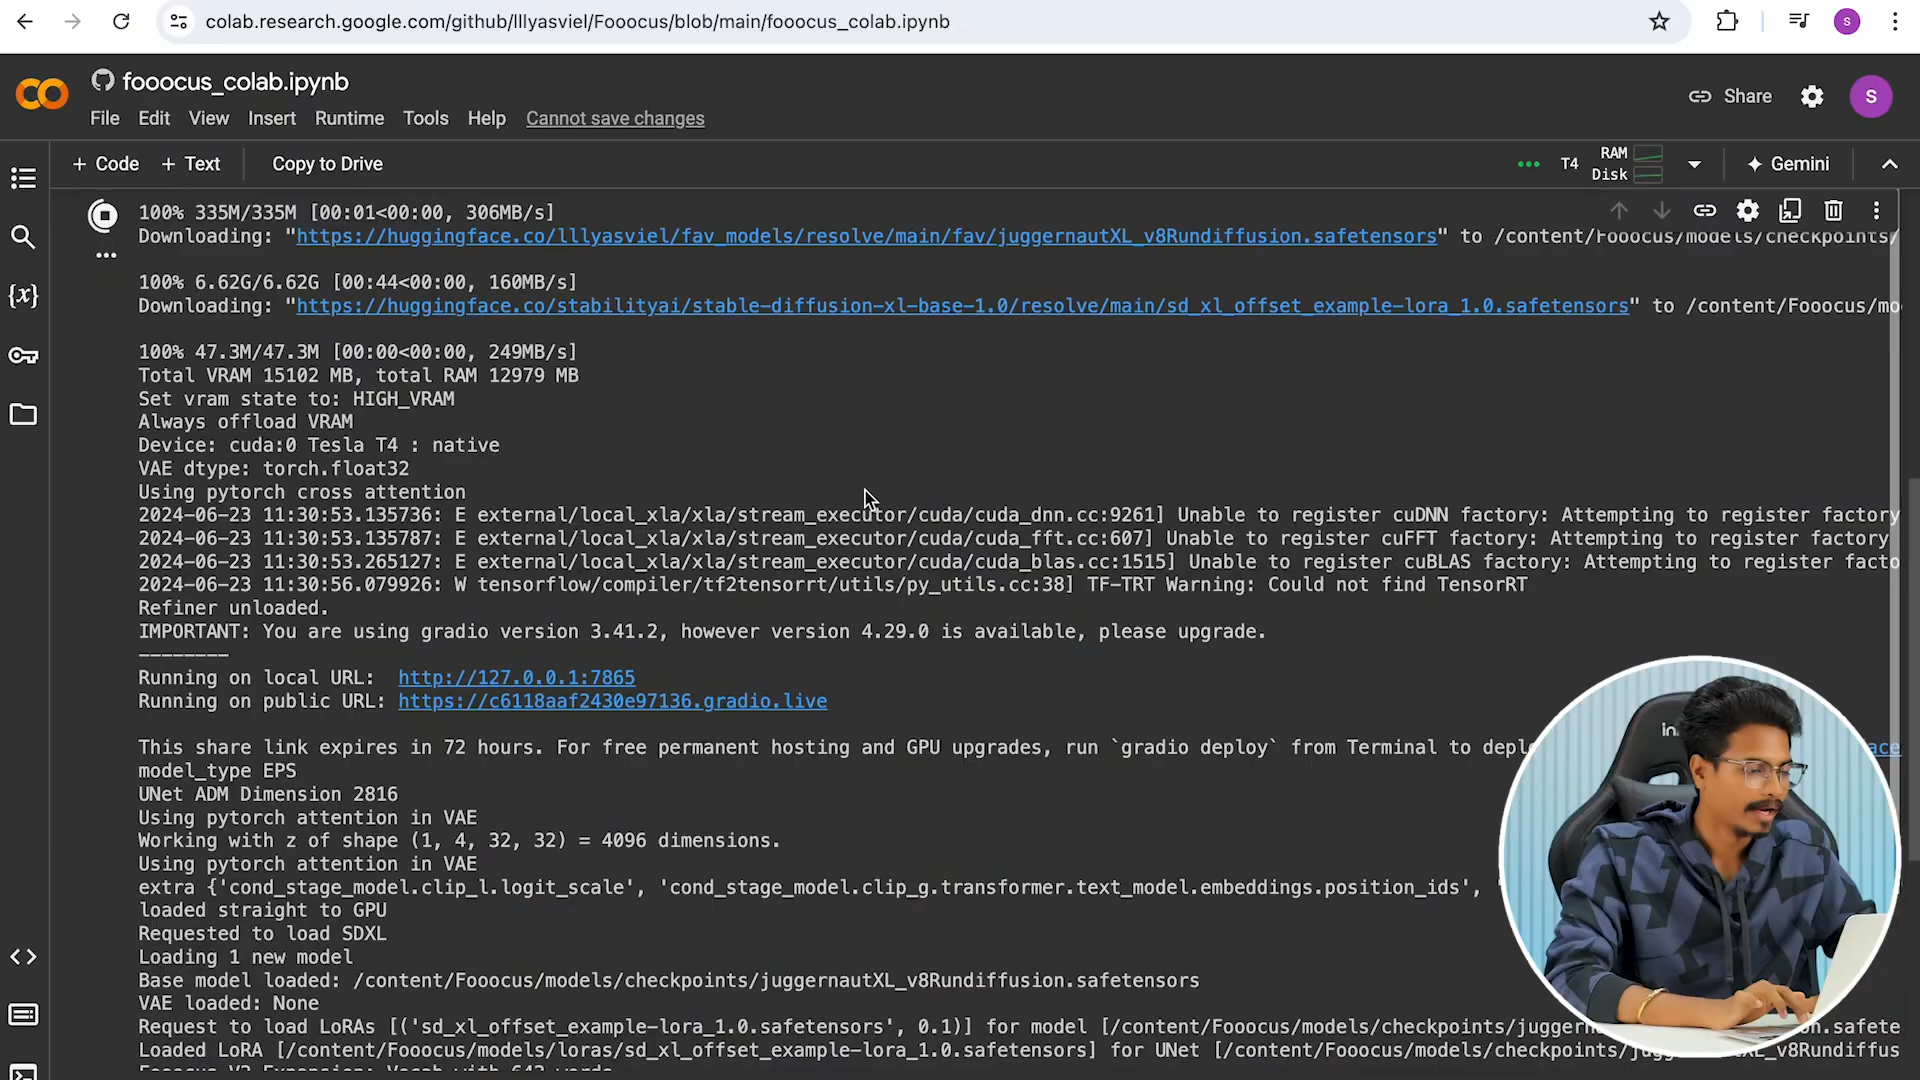 colab.research.google.com/github/lllyasviel/Fooocus/blob/main/fooocus_colab.ipynb
S
fooocus_colab.ipynb
File Edit View Insert Runtime Tools Help Cannot save changes
Share
S
+ Code + Text Copy to Drive
T4 RAM Disk
Gemini
100% 335M/335M [00:01<00:00, 306MB/s]
Downloading: "https://huggingface.co/lllyasviel/fav_models/resolve/main/fav/juggernautXL_v8Rundiffusion.safetensors" to /content/Fooocus/models/checkpoints/
100% 6.62G/6.62G [00:44<00:00, 160MB/s]
Downloading: "https://huggingface.co/stabilityai/stable-diffusion-xl-base-1.0/resolve/main/sd_xl_offset_example-lora_1.0.safetensors" to /content/Fooocus/mo
100% 47.3M/47.3M [00:00<00:00, 249MB/s]
Total VRAM 15102 MB, total RAM 12979 MB
Set vram state to: HIGH_VRAM
Always offload VRAM
Device: cuda:0 Tesla T4 : native
VAE dtype: torch.float32
Using pytorch cross attention
2024-06-23 11:30:53.135736: E external/local_xla/xla/stream_executor/cuda/cuda_dnn.cc:9261] Unable to register cuDNN factory: Attempting to register factory
2024-06-23 11:30:53.135787: E external/local_xla/xla/stream_executor/cuda/cuda_fft.cc:607] Unable to register cuFFT factory: Attempting to register factory
2024-06-23 11:30:53.265127: E external/local_xla/xla/stream_executor/cuda/cuda_blas.cc:1515] Unable to register cuBLAS factory: Attempting to register facto
2024-06-23 11:30:56.079926: W tensorflow/compiler/tf2tensorrt/utils/py_utils.cc:38] TF-TRT Warning: Could not find TensorRT
Refiner unloaded.
IMPORTANT: You are using gradio version 3.41.2, however version 4.29.0 is available, please upgrade.
--------
Running on local URL: http://127.0.0.1:7865
Running on public URL: https://c6118aaf2430e97136.gradio.live
This share link expires in 72 hours. For free permanent hosting and GPU upgrades, run `gradio deploy` from Terminal to deplo ace
model_type EPS
UNet ADM Dimension 2816
Using pytorch attention in VAE
Working with z of shape (1, 4, 32, 32) = 4096 dimensions.
Using pytorch attention in VAE
extra {'cond_stage_model.clip_l.logit_scale', 'cond_stage_model.clip_g.transformer.text_model.embeddings.position_ids', '
loaded straight to GPU
Requested to load SDXL
Loading 1 new model
Base model loaded: /content/Fooocus/models/checkpoints/juggernautXL_v8Rundiffusion.safetensors
VAE loaded: None
Request to load LoRAs [('sd_xl_offset_example-lora_1.0.safetensors', 0.1)] for model [/content/Fooocus/models/checkpoints/juggern on.safete
Loaded LoRA [/content/Fooocus/models/loras/sd_xl_offset_example-lora_1.0.safetensors] for UNet [/content/Fooocus/models/checkpoints/jugg XL_v8Rundiffus
Fooocus V2 Expansion: Vocab with 642 words.